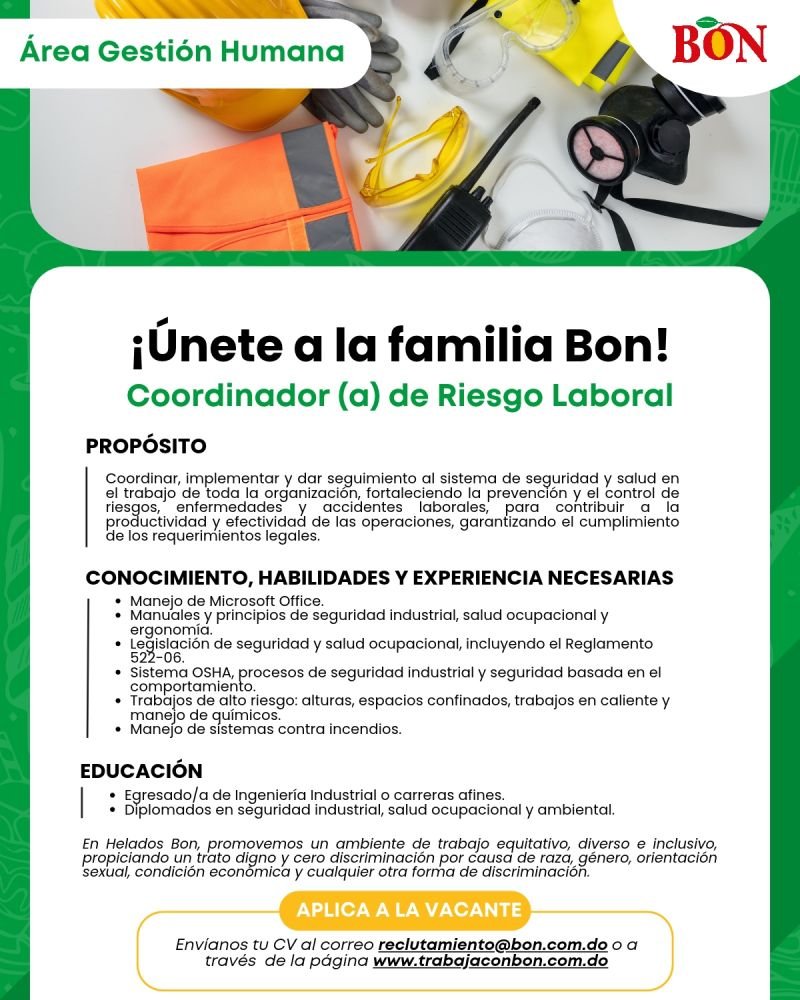 Área Gestión Humana
BON
¡Únete a la familia Bon!
Coordinador (a) de Riesgo Laboral
PROPÓSITO
Coordinar, implementar y dar seguimiento al sistema de seguridad y salud en
el trabajo de toda la organización, fortaleciendo la prevención y el control de
riesgos, enfermedades y accidentes laborales, para contribuir a la
productividad y efectividad de las operaciones, garantizando el cumplimiento
de los requerimientos legales.
CONOCIMIENTO, HABILIDADES Y EXPERIENCIA NECESARIAS
• Manejo de Microsoft Office.
• Manuales y principios de seguridad industrial, salud ocupacional y
ergonomía.
• Legislación de seguridad y salud ocupacional, incluyendo el Reglamento
522-06.
• Sistema OSHA, procesos de seguridad industrial y seguridad basada en el
comportamiento.
• Trabajos de alto riesgo: alturas, espacios confinados, trabajos en caliente y
manejo de químicos.
• Manejo de sistemas contra incendios.
EDUCACIÓN
• Egresado/a de Ingeniería Industrial o carreras afines.
• Diplomados en seguridad industrial, salud ocupacional y ambiental.
En Helados Bon, promovemos un ambiente de trabajo equitativo, diverso e inclusivo,
propiciando un trato digno y cero discriminación por causa de raza, género, orientación
sexual, condición económica y cualquier otra forma de discriminación.
APLICA A LA VACANTE
Envíanos tu CV al correo reclutamiento@bon.com.do o a
través de la página www.trabajaconbon.com.do